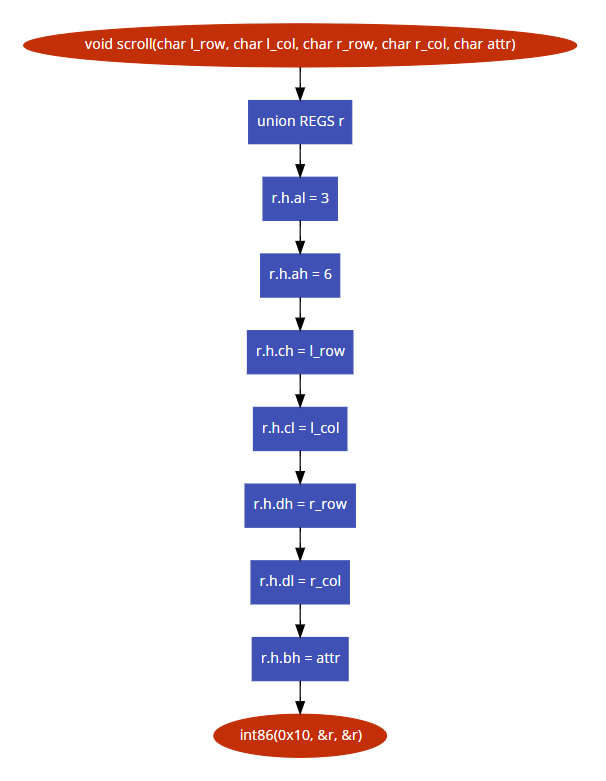 void scroll(char l_row, char l_col, char r_row, char r_col, char attr)
union REGS r
r.h.al = 3
r.h.ah = 6
r.h.ch = l_row
r.h.cl = l_col
r.h.dh = r_row
r.h.dl = r_col
r.h.bh = attr
int86(0x10, &r, &r)